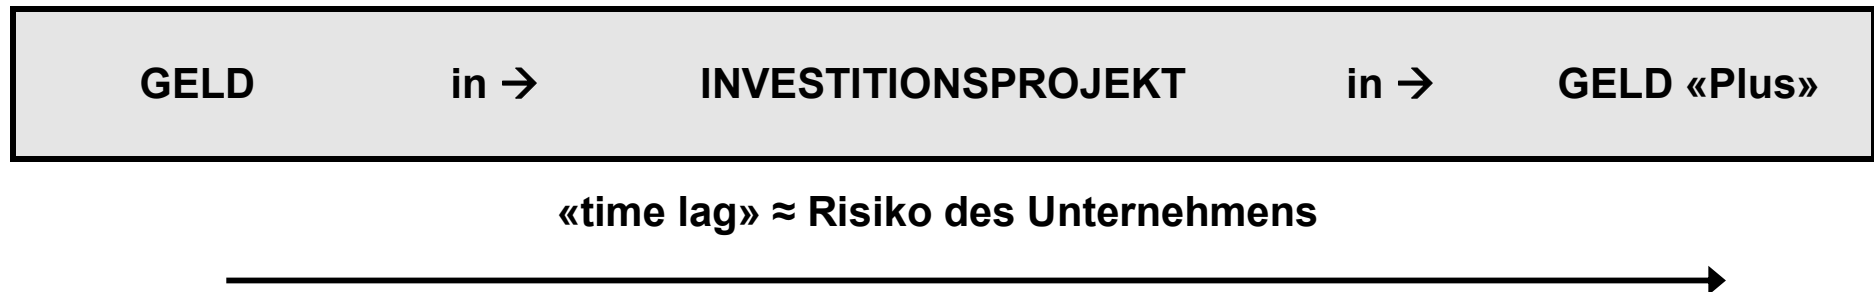 GELD in → INVESTITIONSPROJEKT in → GELD «Plus»
«time lag» ≈ Risiko des Unternehmens